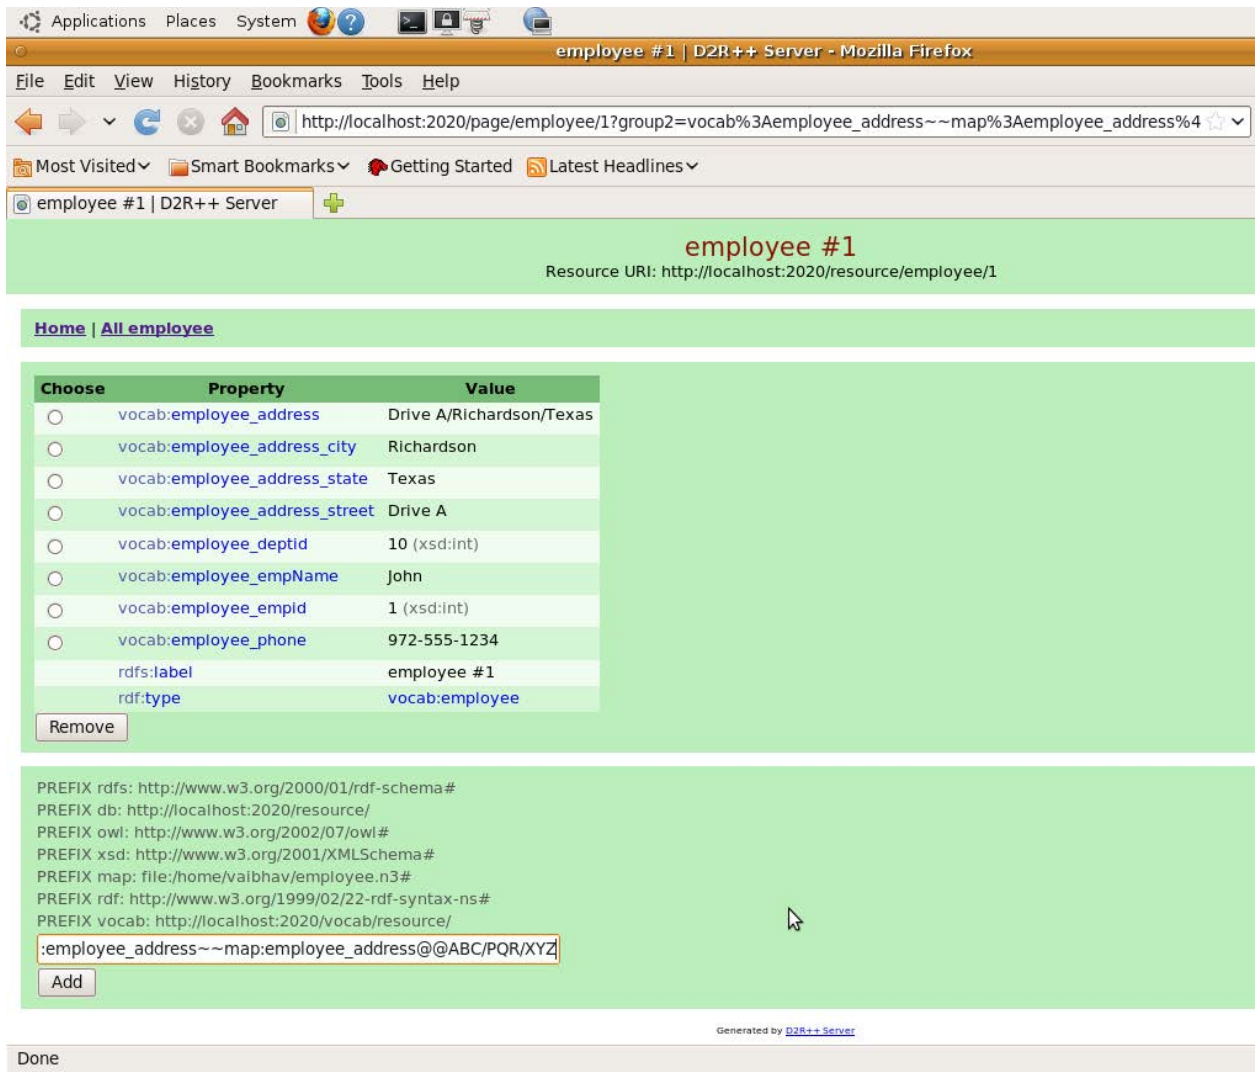 Applications Places System
employee #1 | D2R++ Server - Mozilla Firefox
File Edit View History Bookmarks Tools Help
http://localhost:2020/page/employee/1?group2=vocab%3Aemployee_address~~map%3Aemployee_address%4
Most Visited Smart Bookmarks Getting Started Latest Headlines
employee #1 | D2R++ Server
employee #1
Resource URI: http://localhost:2020/resource/employee/1
Home | All employee
Choose Property Value
vocab:employee_address Drive A/Richardson/Texas
vocab:employee_address_city Richardson
vocab:employee_address_state Texas
vocab:employee_address_street Drive A
vocab:employee_deptid 10 (xsd:int)
vocab:employee_empName John
vocab:employee_empid 1 (xsd:int)
vocab:employee_phone 972-555-1234
rdfs:label employee #1
rdf:type vocab:employee
Remove
PREFIX rdfs: http://www.w3.org/2000/01/rdf-schema#
PREFIX db: http://localhost:2020/resource/
PREFIX owl: http://www.w3.org/2002/07/owl#
PREFIX xsd: http://www.w3.org/2001/XMLSchema#
PREFIX map: file:/home/vaibhav/employee.n3#
PREFIX rdf: http://www.w3.org/1999/02/22-rdf-syntax-ns#
PREFIX vocab: http://localhost:2020/vocab/resource/
:employee_address~~map:employee_address@@ABC/PQR/XYZ
Add
Generated by D2R++ Server
Done